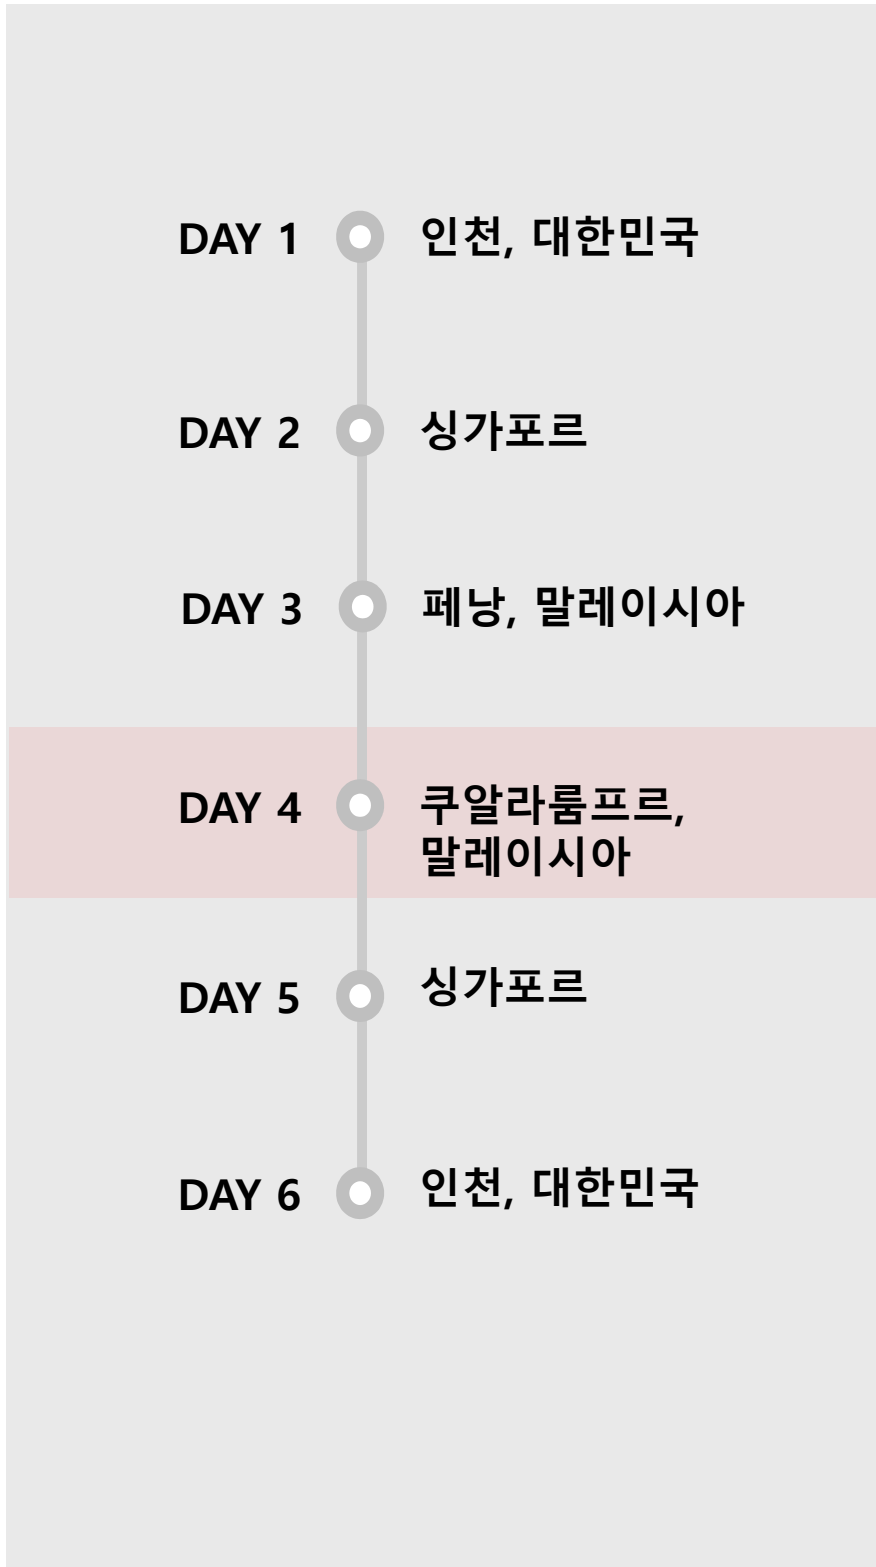 DAY 1 인천, 대한민국
DAY 2 싱가포르
DAY 3 페낭, 말레이시아
DAY 4 쿠알라룸프르,
말레이시아
DAY 5 싱가포르
DAY 6 인천, 대한민국